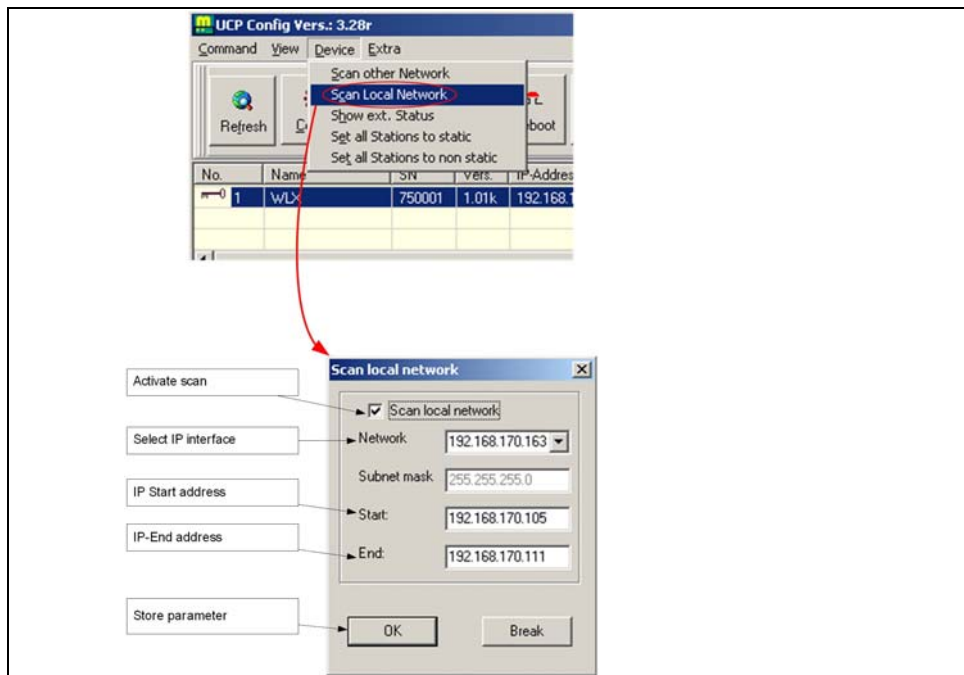 UCP Config Vers.: 3.28r
Command View Device Extra
Scan other Network
Scan Local Network
Show ext. Status
Set all Stations to static
Set all Stations to non static
Refresh
No. Name SN Vers.
1 WLX 750001 1.01k
Scan local network
Activate scan
Scan local network
Select IP interface
Network 192.168.170.163
Subnet mask 255.255.255.0
IP Start address
Start: 192.168.170.105
IP-End address
End: 192.168.170.111
Store parameter
OK Break